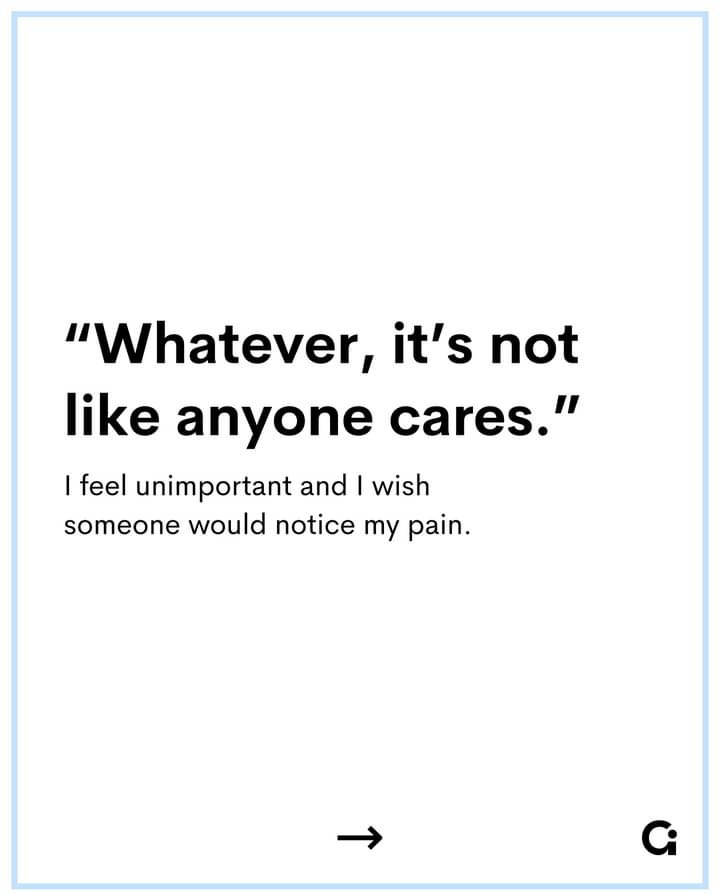 “Whatever, it’s not
like anyone cares.”
I feel unimportant and I wish
someone would notice my pain.